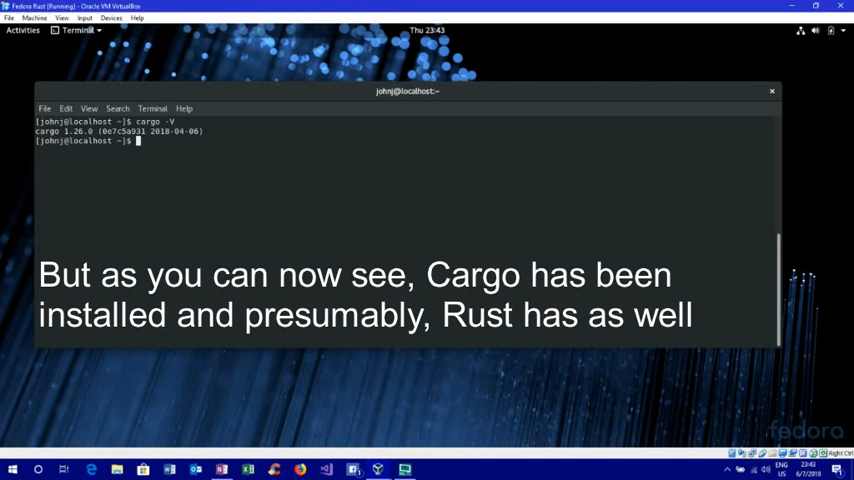 Fedora Rust [Running] - Oracle VM VirtualBox
File Machine View Input Devices Help
Activities Terminal Thu 23:43
johnj@localhost:~
File Edit View Search Terminal Help
[johnj@localhost ~]$ cargo -V
cargo 1.26.0 (0e7c5a931 2018-04-06)
[johnj@localhost ~]$
But as you can now see, Cargo has been
installed and presumably, Rust has as well
fedora
Right Ctrl
ENG 23:43
US 6/7/2018